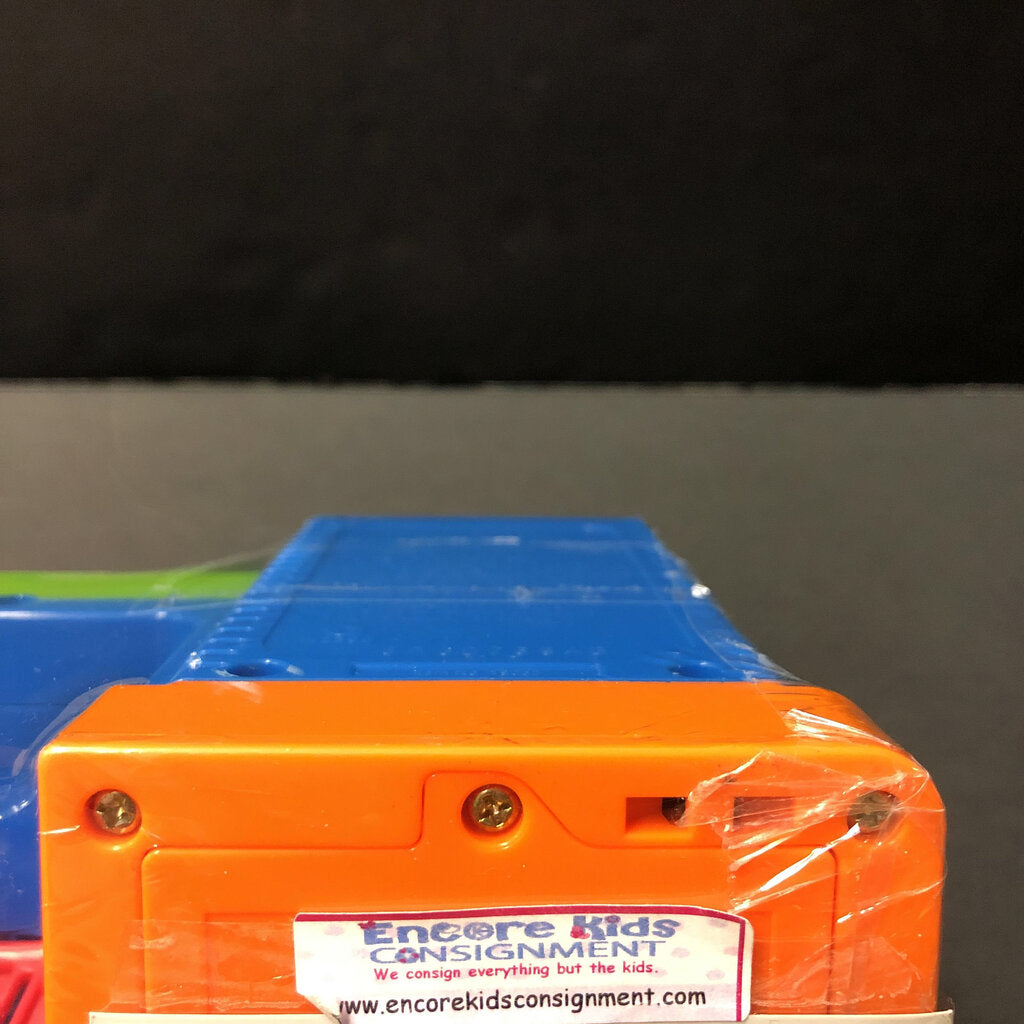 Encore Kids
CONSIGNMENT
We consign everything but the kids.
www.encorekidsconsignment.com